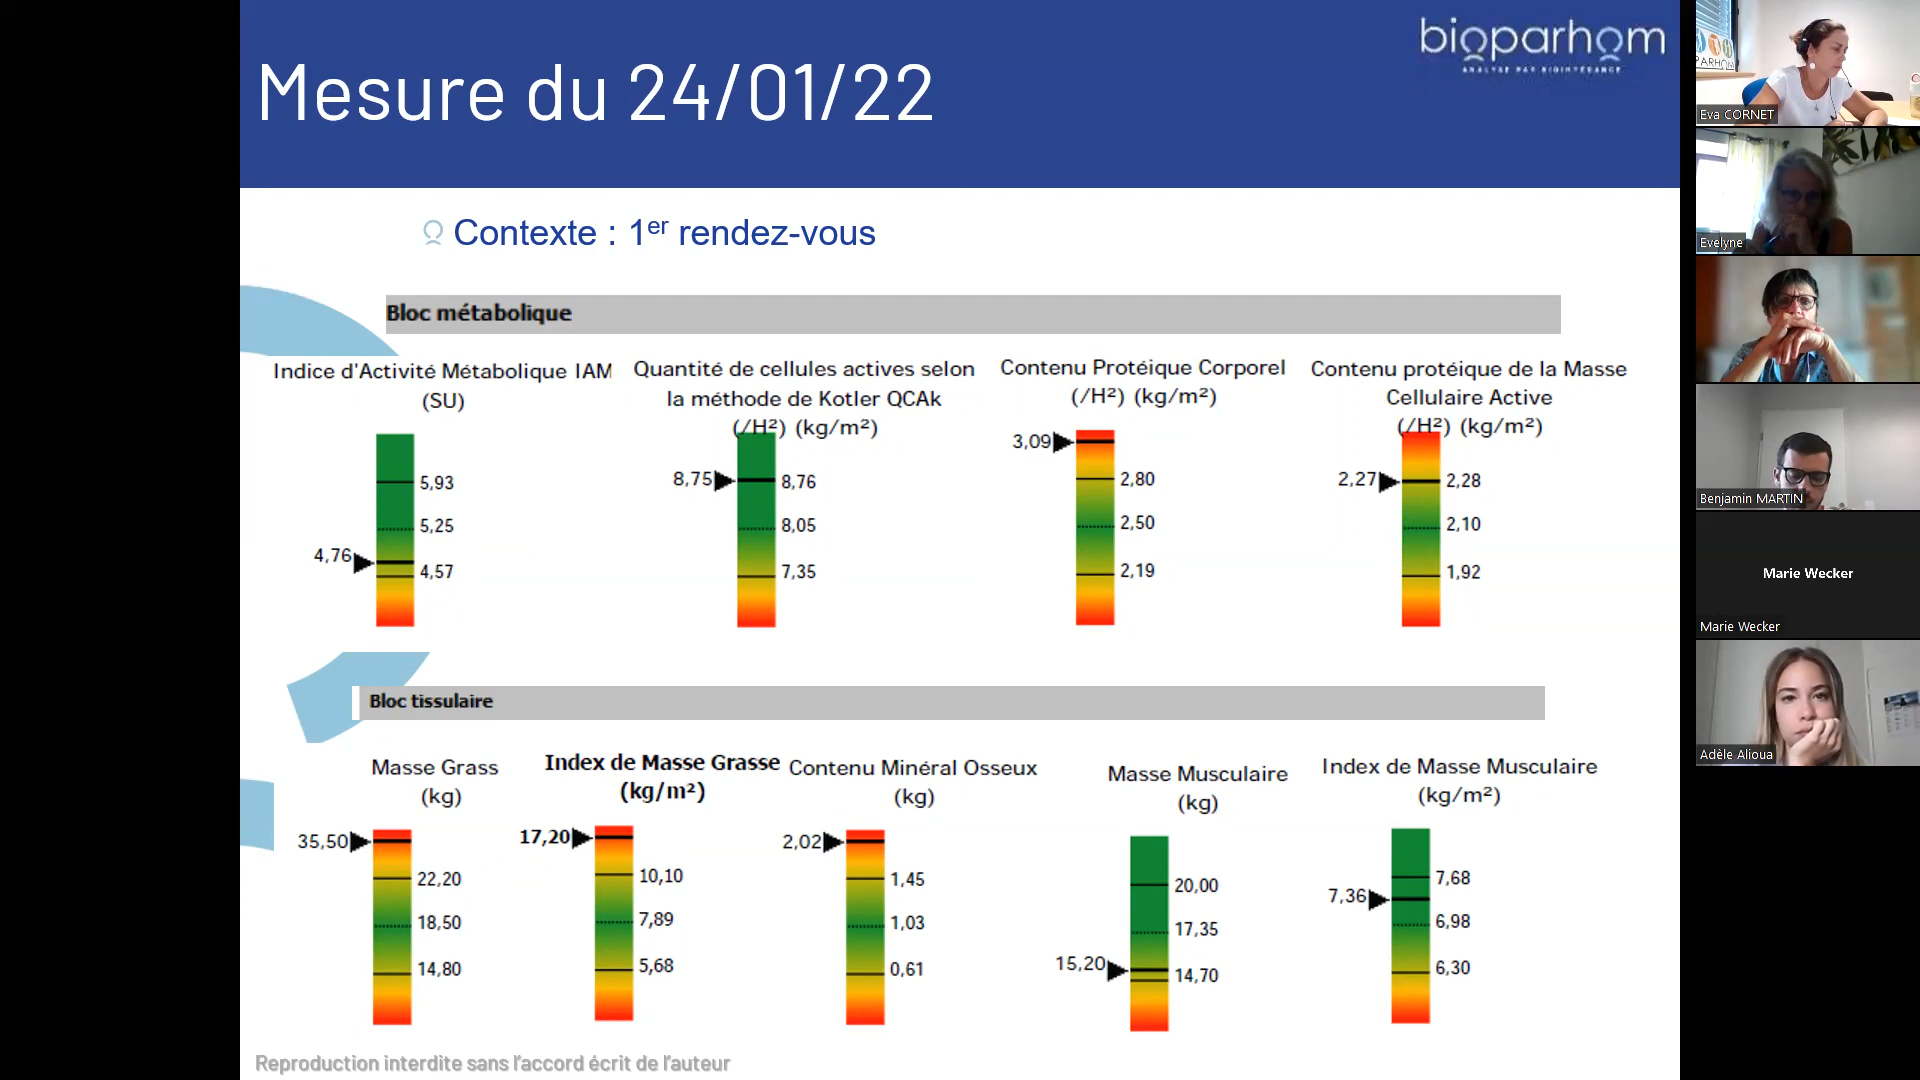 Mesure du 24/01/22
bioparhom
ANALYSE PAR BIOIMPÉDANCE
Contexte : 1er rendez-vous
Bloc métabolique
Indice d'Activité Métabolique IAM
(SU)
5,93
5,25
4,76
4,57
Quantité de cellules actives selon
la méthode de Kotler QCAk
(/H²) (kg/m²)
8,75
8,76
8,05
7,35
Contenu Protéique Corporel
(/H²) (kg/m²)
3,09
2,80
2,50
2,19
Contenu protéique de la Masse
Cellulaire Active
(/H²) (kg/m²)
2,27
2,28
2,10
1,92
Bloc tissulaire
Masse Grass
(kg)
35,50
22,20
18,50
14,80
Index de Masse Grasse
(kg/m²)
17,20
10,10
7,89
5,68
Contenu Minéral Osseux
(kg)
2,02
1,45
1,03
0,61
Masse Musculaire
(kg)
20,00
17,35
15,20
14,70
Index de Masse Musculaire
(kg/m²)
7,68
7,36
6,98
6,30
Reproduction interdite sans l'accord écrit de l'auteur
PARHOM
Eva CORNET
Evelyne
Benjamin MARTIN
Marie Wecker
Marie Wecker
Adèle Alioua